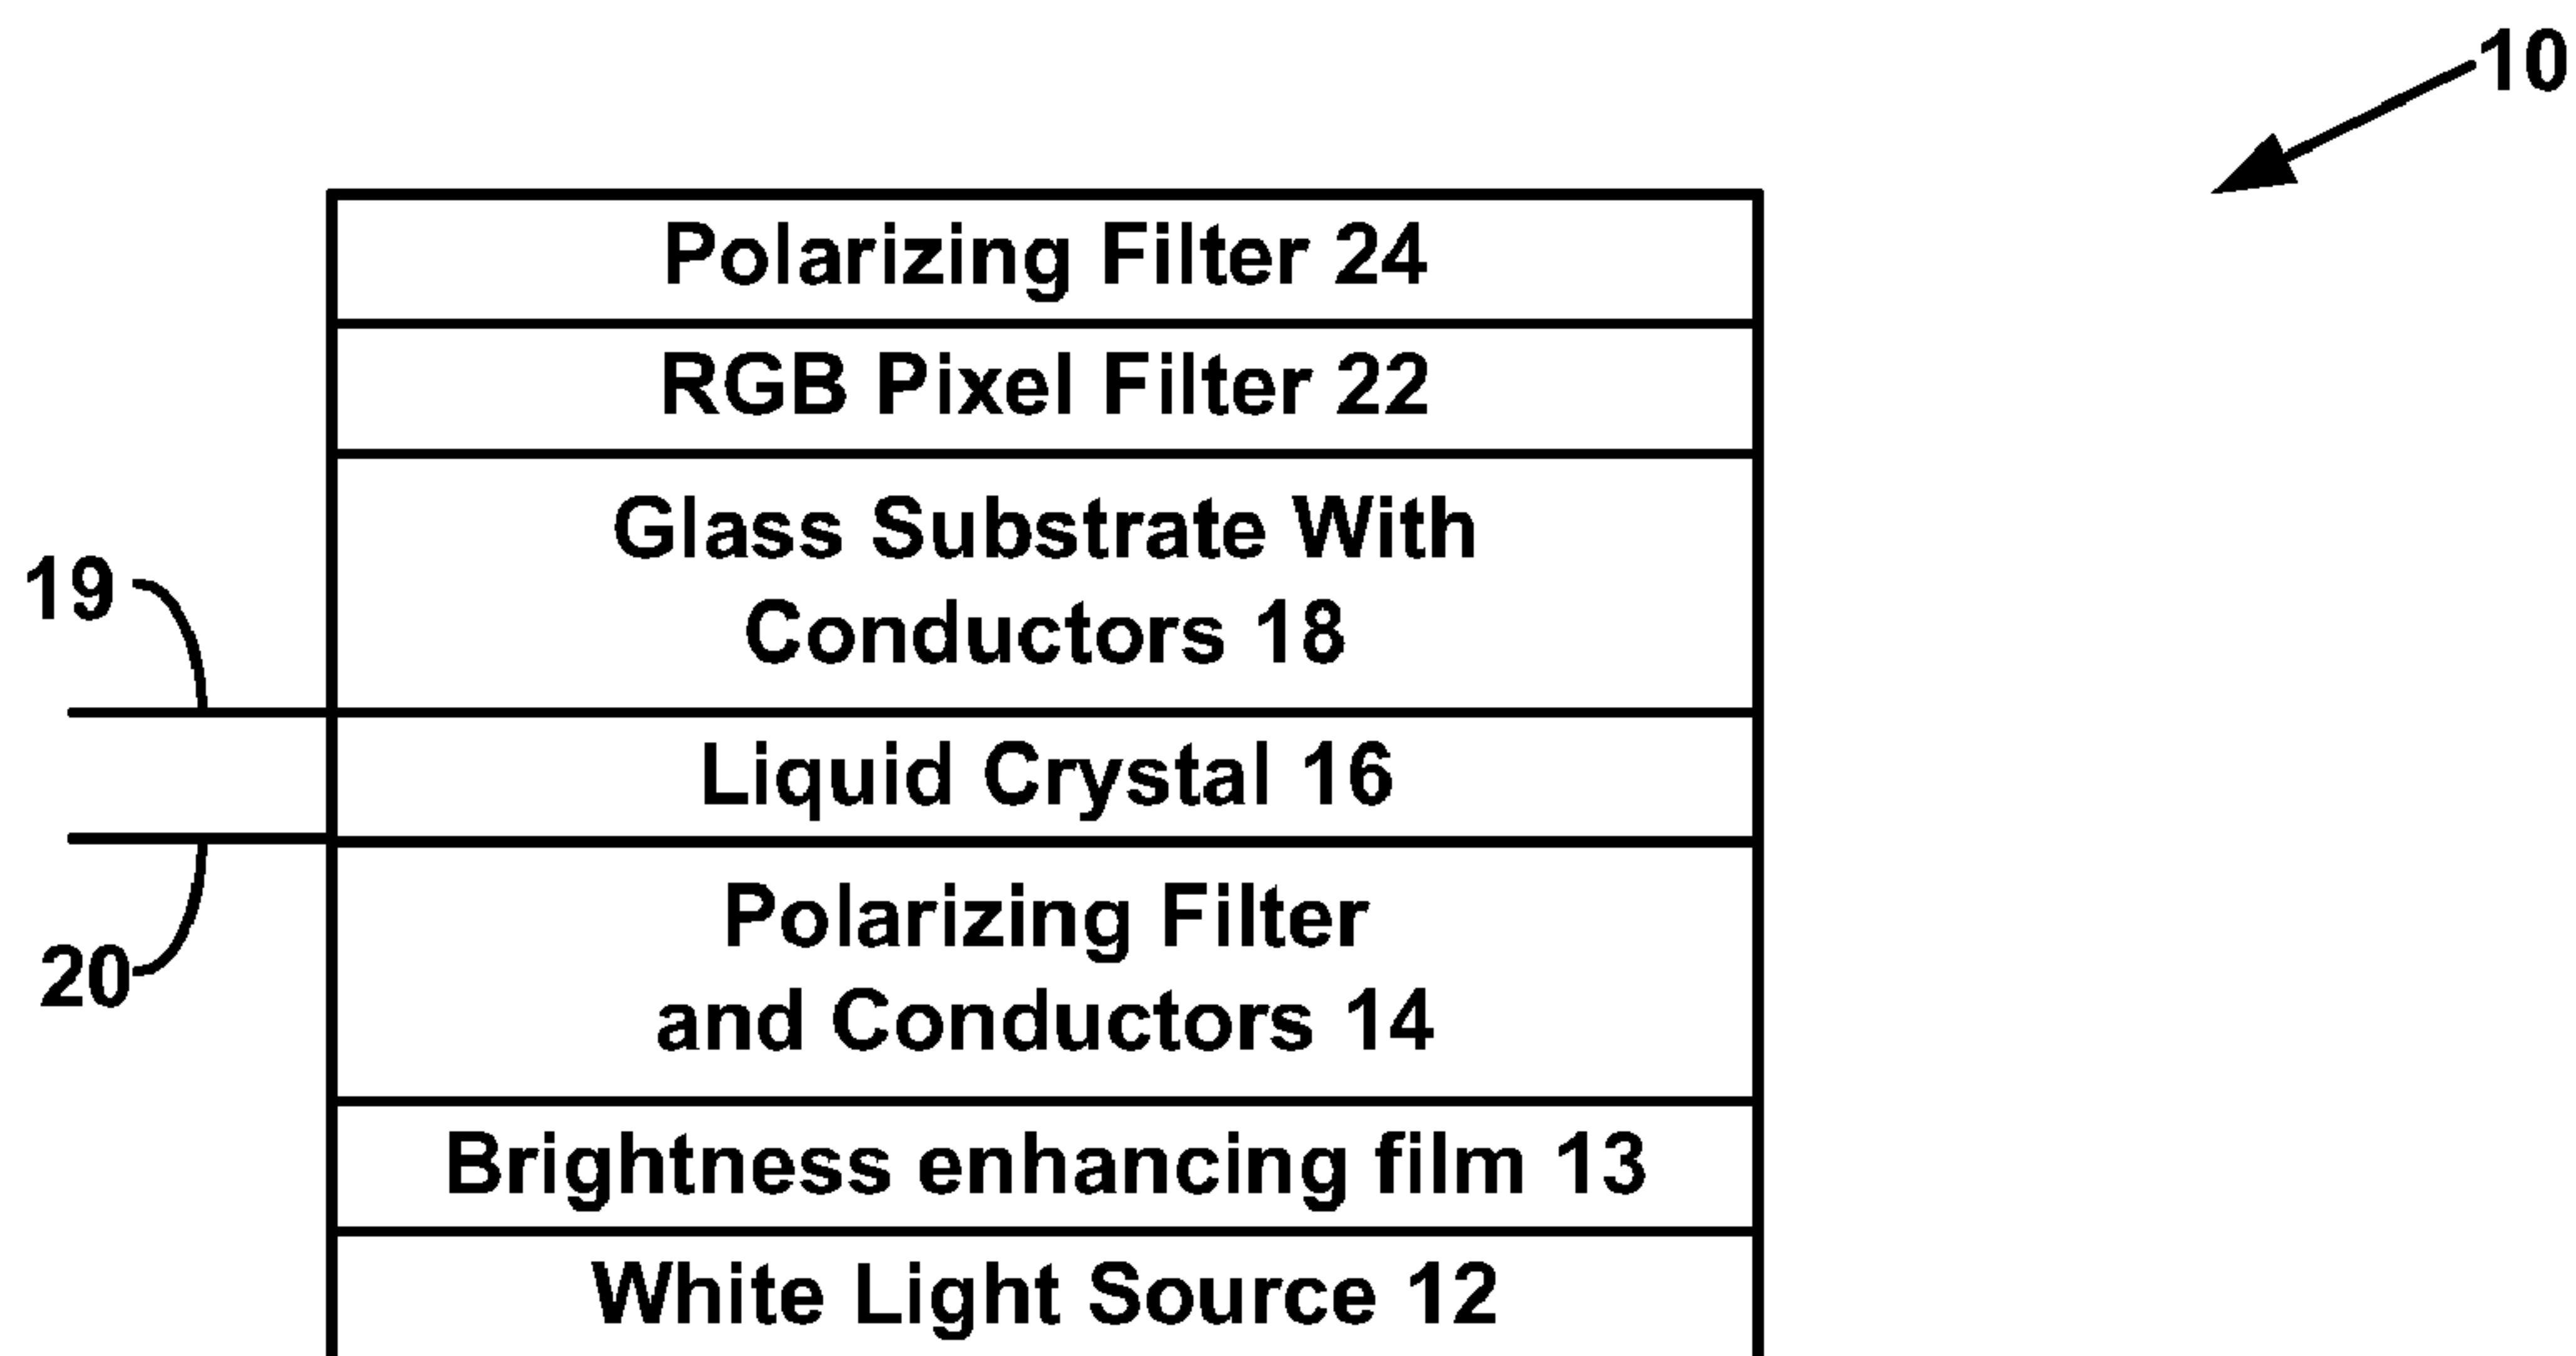 10
Polarizing Filter 24
RGB Pixel Filter 22
Glass Substrate With
Conductors 18
19
Liquid Crystal 16
Polarizing Filter
20
and Conductors 14
Brightness enhancing film 13
White Light Source 12